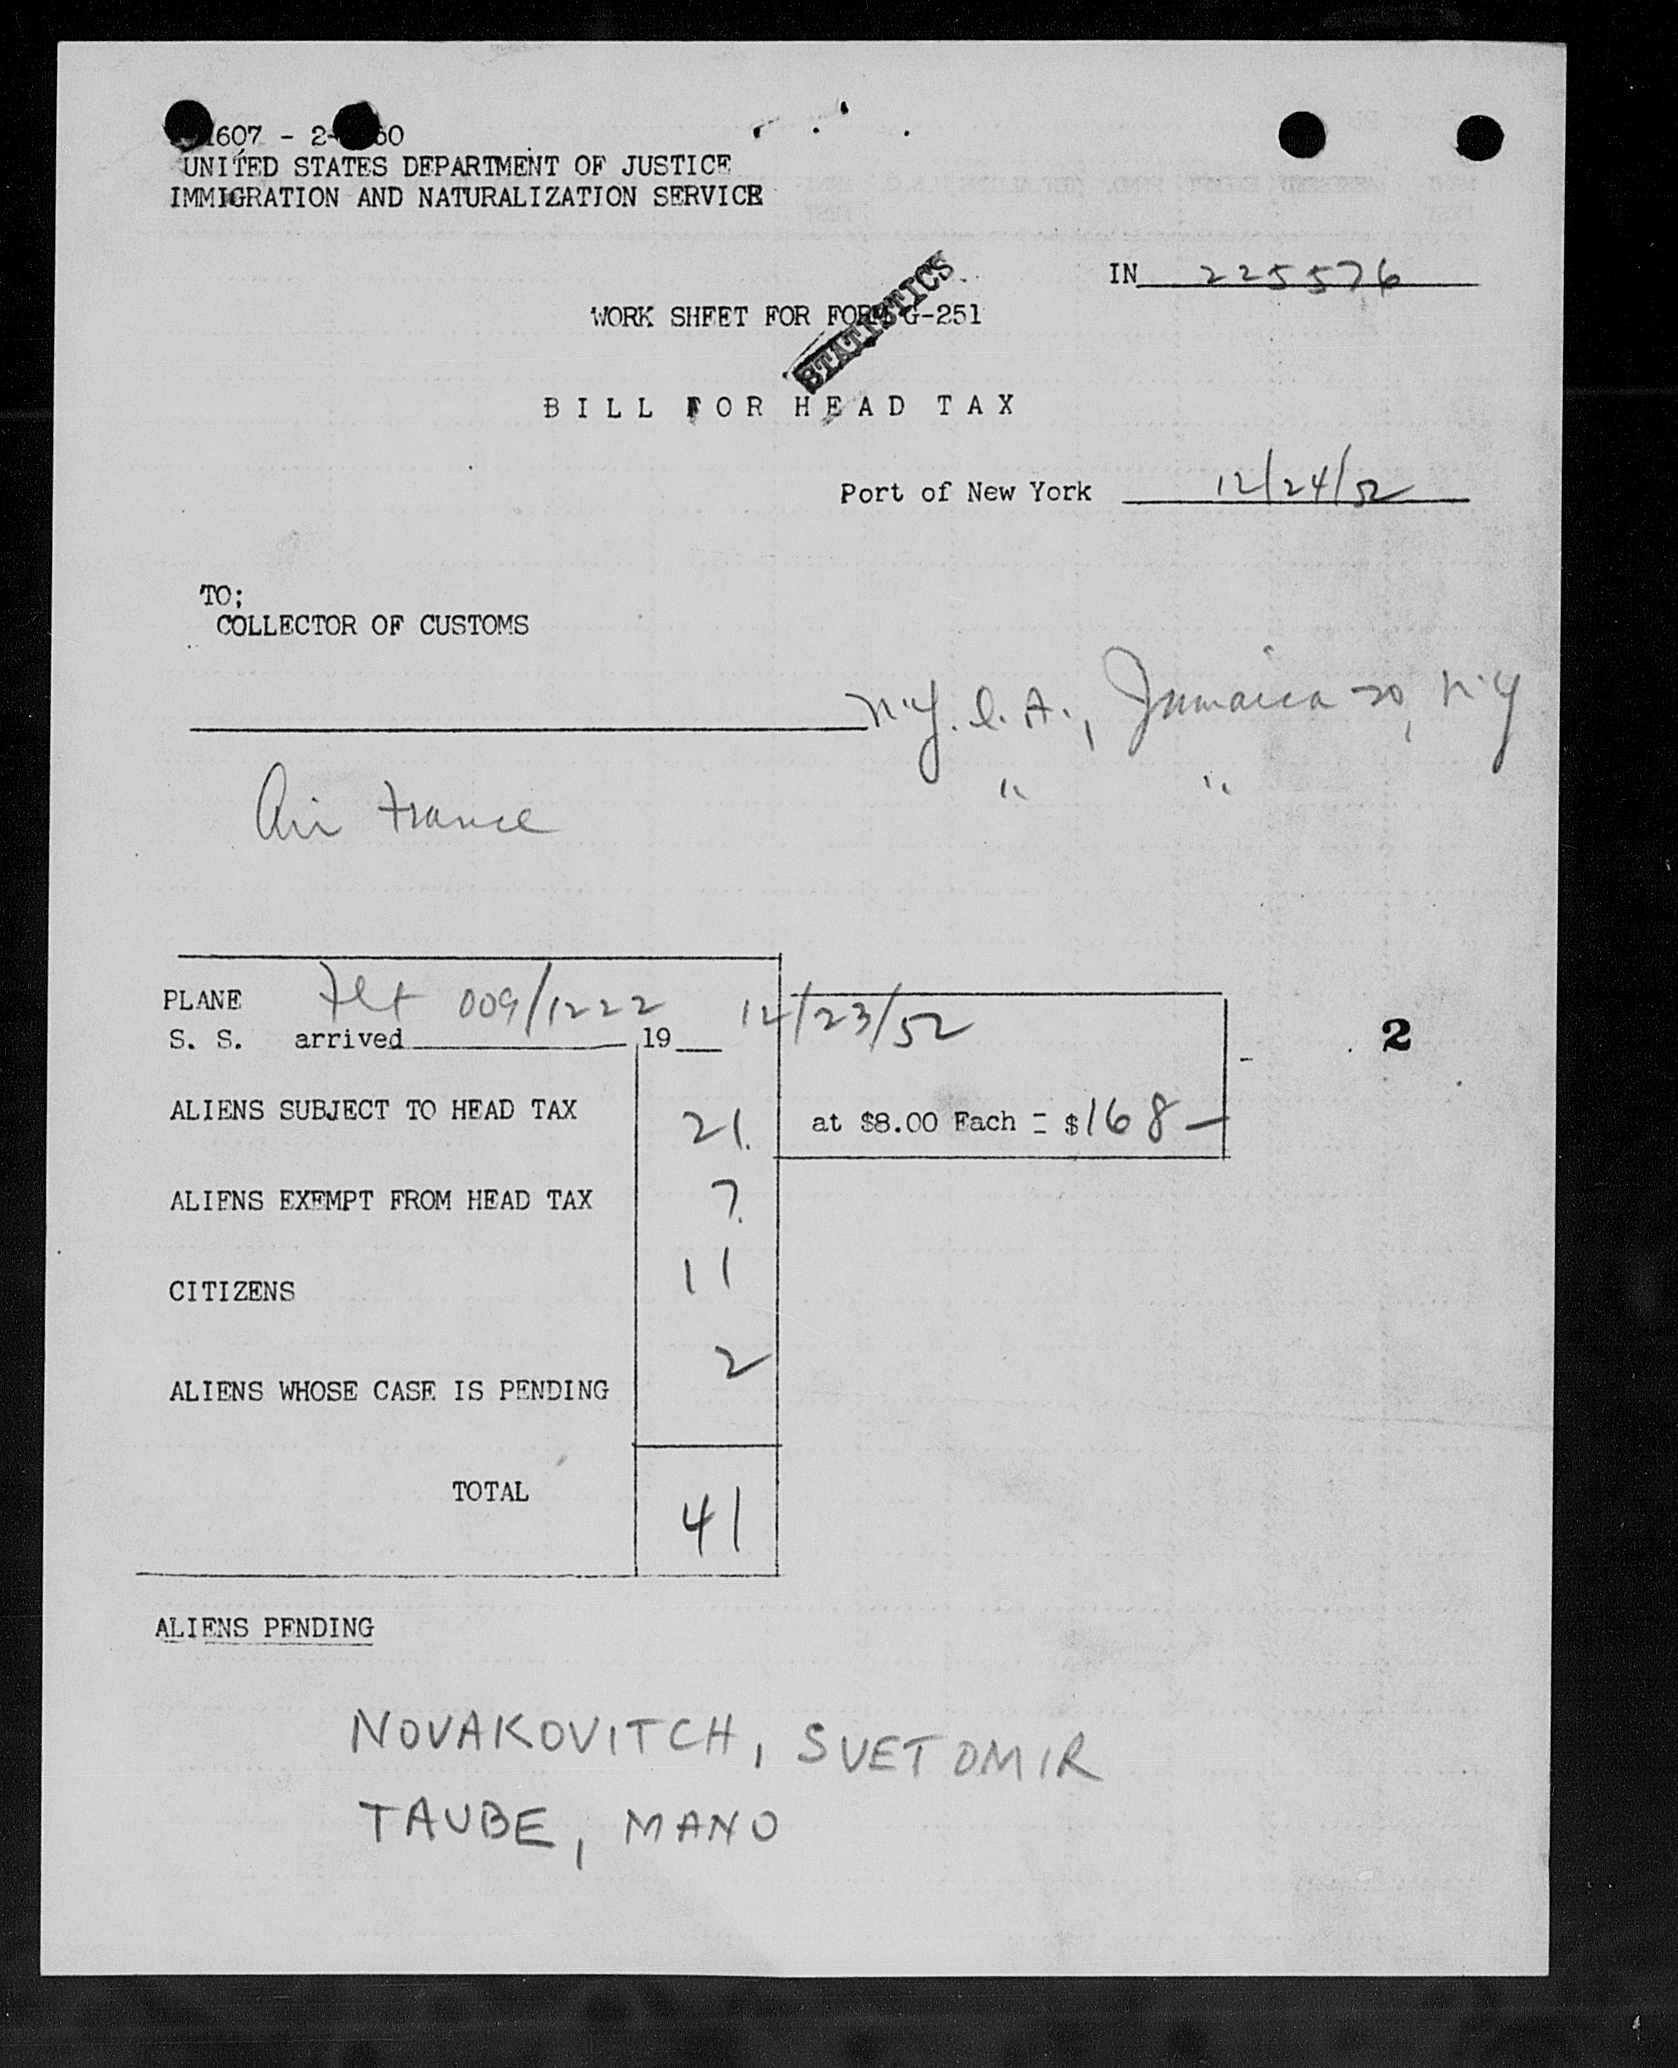 1607 - 2-   60
UNITED STATES DEPARTMENT OF JUSTICE
IMMIGRATION AND NATURALIZATION SERVICE
IN 225576
STATISTICS
WORK SHEET FOR FORM G-251
BILL FOR HEAD TAX
Port of New York 12/24/52
TO;
COLLECTOR OF CUSTOMS
N.Y. I. A., Jamaica 30, N.Y
" "
Air France
PLANE Flt 009/1222 12/23/52
S. S. arrived 19
2
ALIENS SUBJECT TO HEAD TAX 21. at $8.00 Each = $168 —
ALIENS EXEMPT FROM HEAD TAX 7.
CITIZENS 11
ALIENS WHOSE CASE IS PENDING 2
TOTAL 41
ALIENS PENDING
NOVAKOVITCH, SVETOMIR
TAUBE, MANO